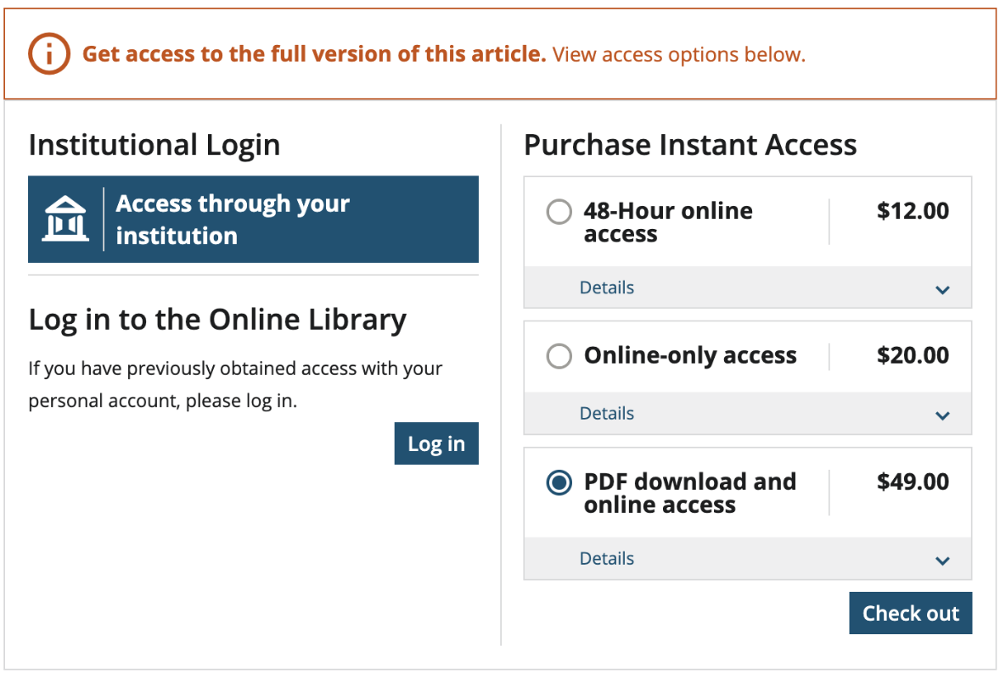 Get access to the full version of this article. View access options below.
Institutional Login
Access through your
institution
Log in to the Online Library
If you have previously obtained access with your
personal account, please log in.
Log in
Purchase Instant Access
48-Hour online
access
$12.00
Details
Online-only access
$20.00
Details
PDF download and
online access
$49.00
Details
Check out